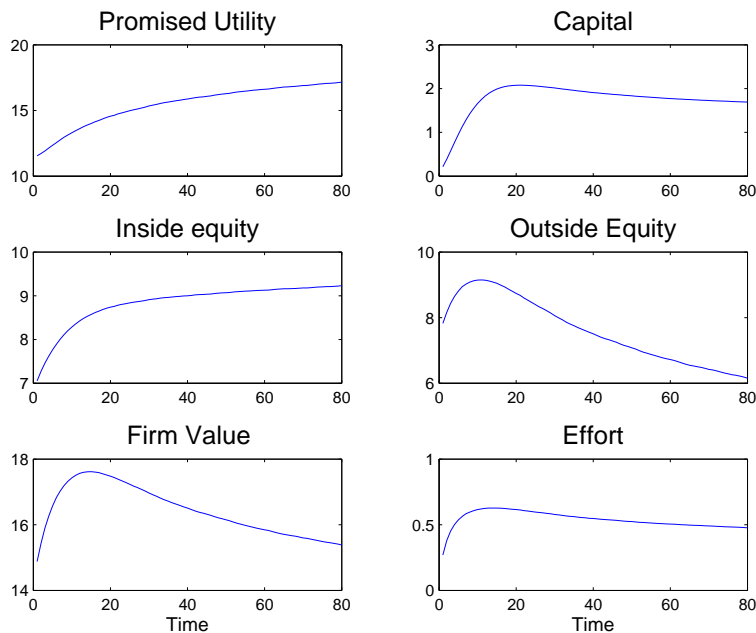 Promised Utility
20
15
10
0 20 40 60 80
Capital
3
2
1
0
0 20 40 60 80
Inside equity
10
9
8
7
0 20 40 60 80
Outside Equity
10
8
6
0 20 40 60 80
Firm Value
18
16
14
0 20 40 60 80
Time
Effort
1
0.5
0
0 20 40 60 80
Time